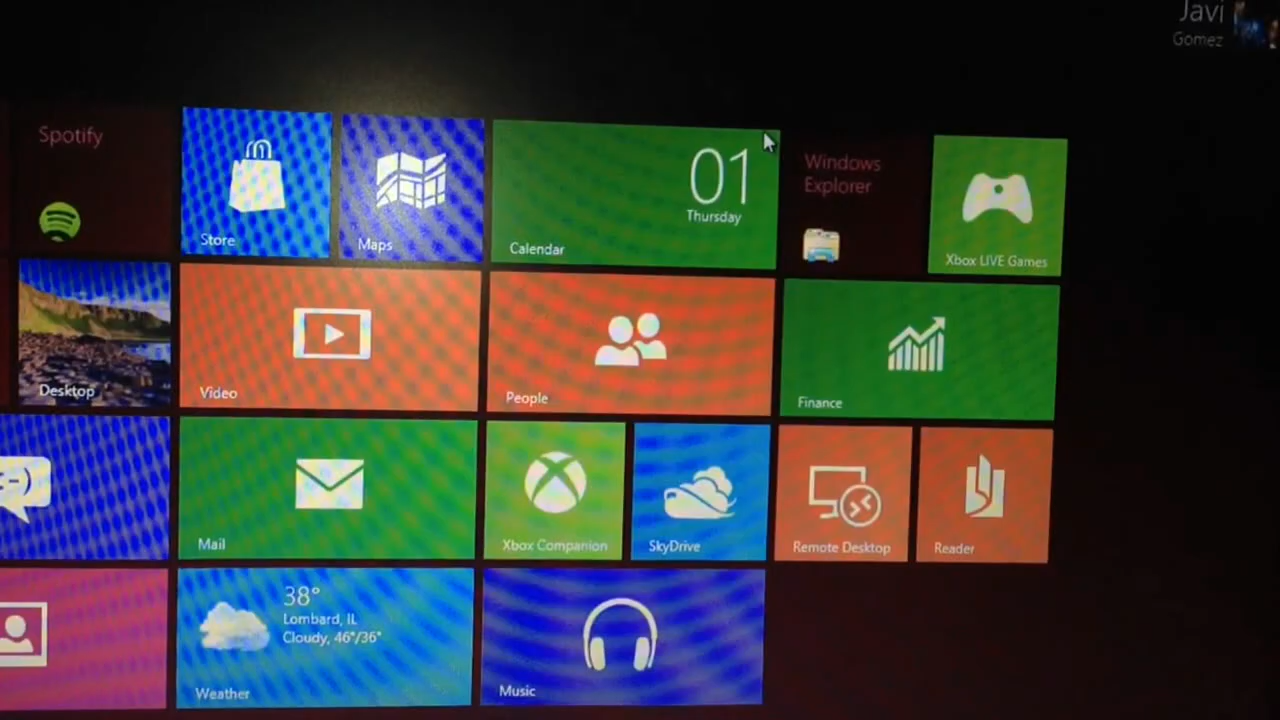 Javi
Gomez
Spotify
Store
Maps
01
Thursday
Calendar
Windows
Explorer
Xbox LIVE Games
Desktop
Video
People
Finance
:-)
Mail
Xbox Companion
SkyDrive
Remote Desktop
Reader
38°
Lombard, IL
Cloudy, 46°/36°
Weather
Music